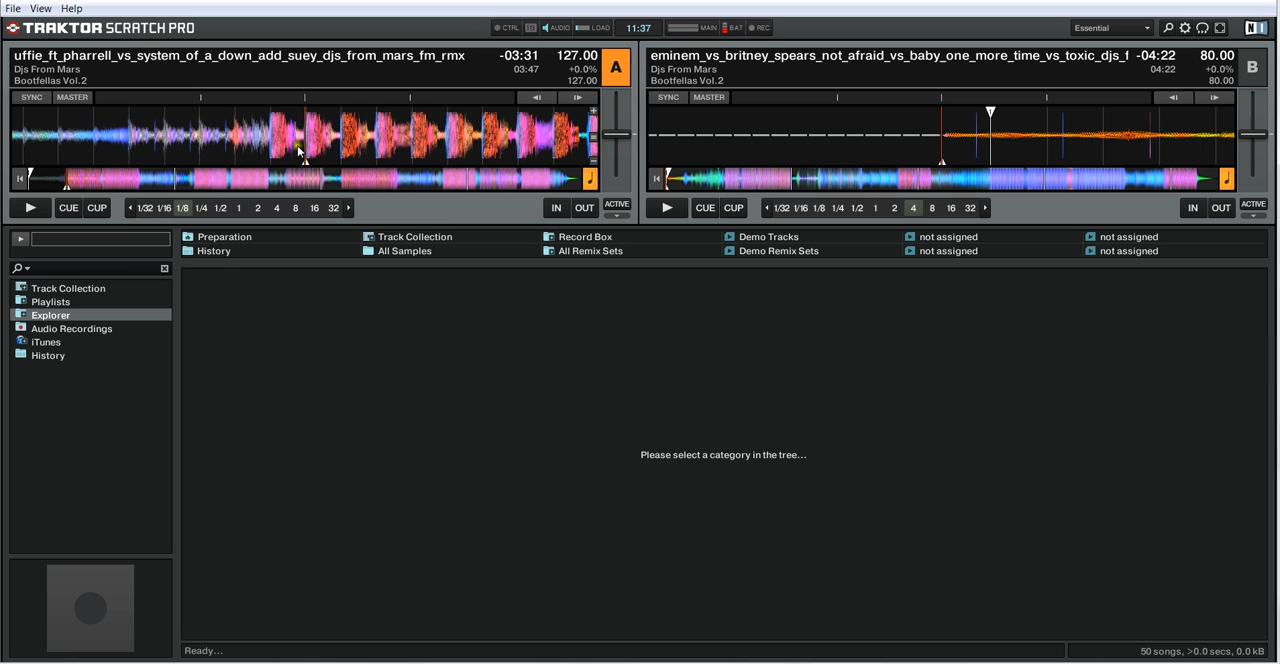 File View Help
TRAKTOR SCRATCH PRO
CTRL AUDIO LOAD 11:37 MAIN BAT REC
Essential
uffie_ft_pharrell_vs_system_of_a_down_add_suey_djs_from_mars_fm_rmx -03:31 127.00
Djs From Mars 03:47 +0.0%
Bootfellas Vol.2 127.00
A
SYNC MASTER
CUE CUP 1/32 1/16 1/8 1/4 1/2 1 2 4 8 16 32 IN OUT ACTIVE
eminem_vs_britney_spears_not_afraid_vs_baby_one_more_time_vs_toxic_djs_f -04:22 80.00
Djs From Mars 04:22 +0.0%
Bootfellas Vol.2 80.00
B
SYNC MASTER
1
CUE CUP 1/32 1/16 1/8 1/4 1/2 1 2 4 8 16 32 IN OUT ACTIVE
Preparation Track Collection Record Box Demo Tracks not assigned not assigned
History All Samples All Remix Sets Demo Remix Sets not assigned not assigned
Track Collection
Playlists
Explorer
Audio Recordings
iTunes
History
Please select a category in the tree...
Ready... 50 songs, >0.0 secs, 0.0 kB